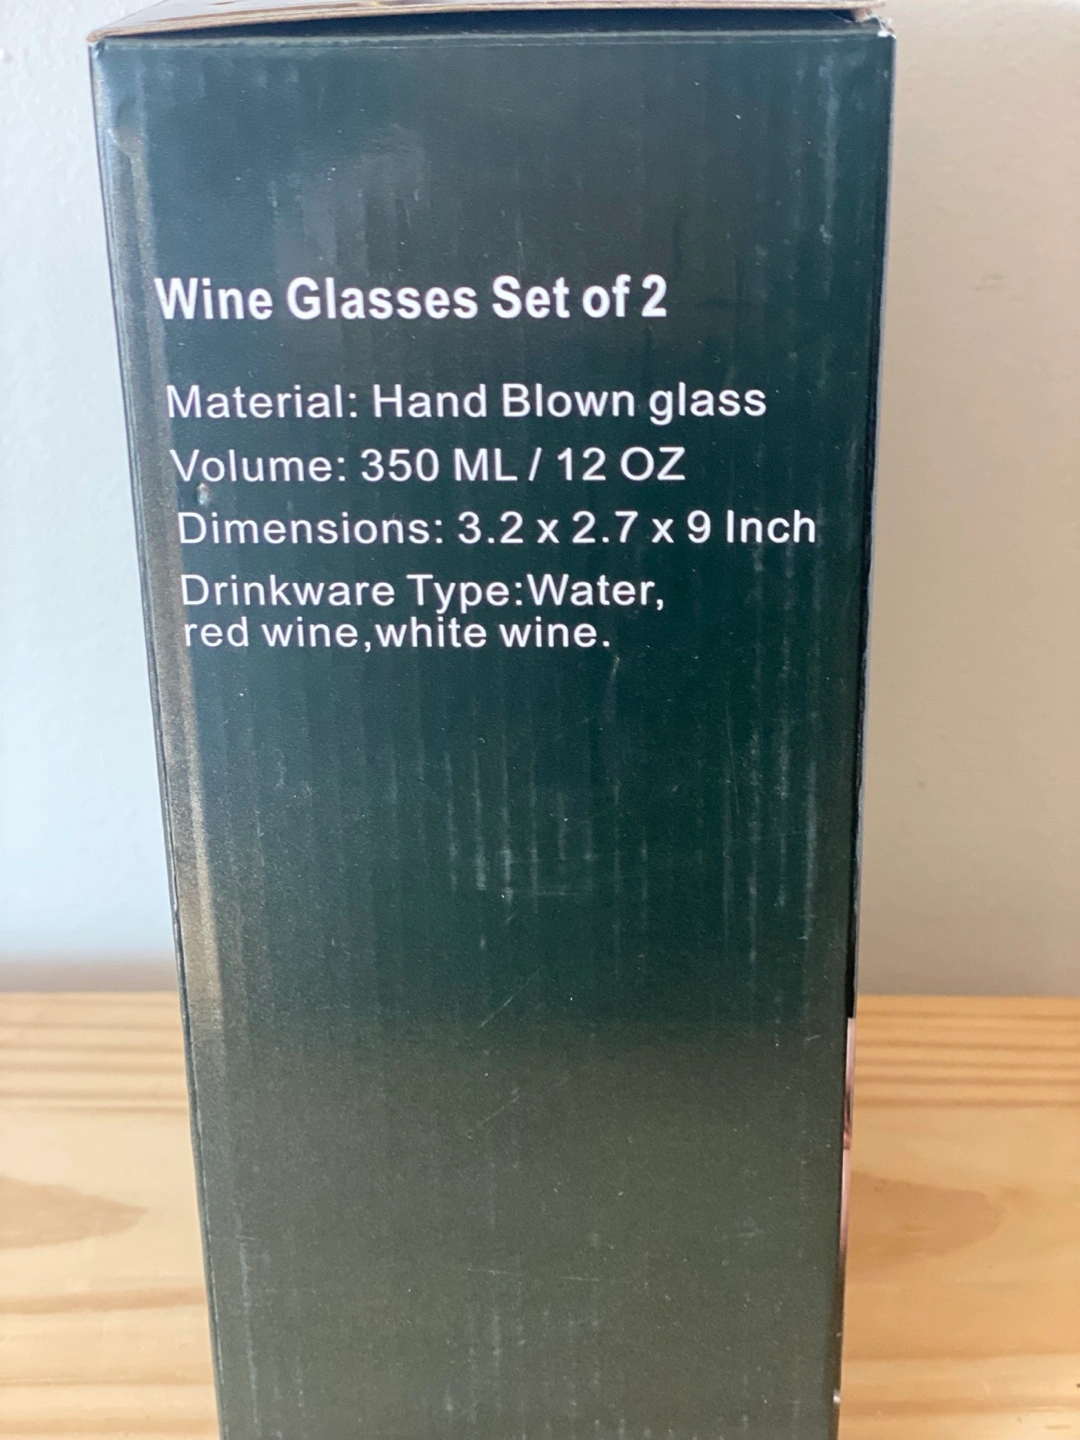 Wine Glasses Set of 2
Material: Hand Blown glass
Volume: 350 ML / 12 OZ
Dimensions: 3.2 x 2.7 x 9 Inch
Drinkware Type:Water,
red wine,white wine.